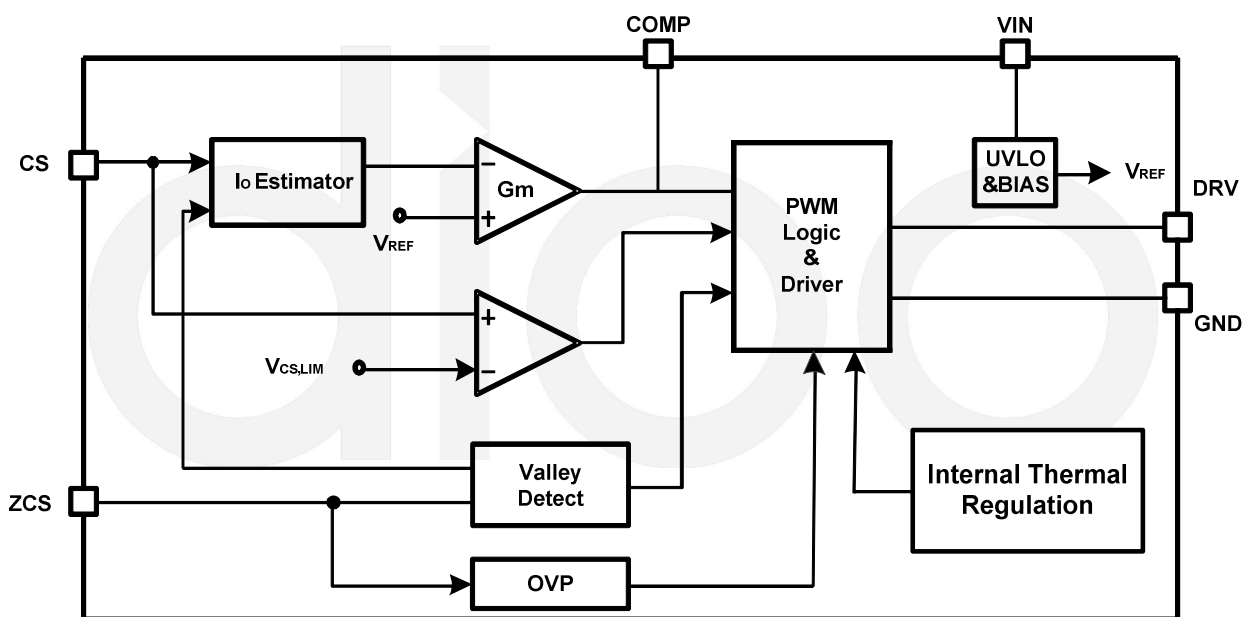 COMP
VIN
CS
Io Estimator
−
Gm
+
VREF
PWM
Logic
&
Driver
UVLO
&BIAS
VREF
DRV
GND
+
VCS,LIM
−
Valley
Detect
Internal Thermal
Regulation
ZCS
OVP
dioo